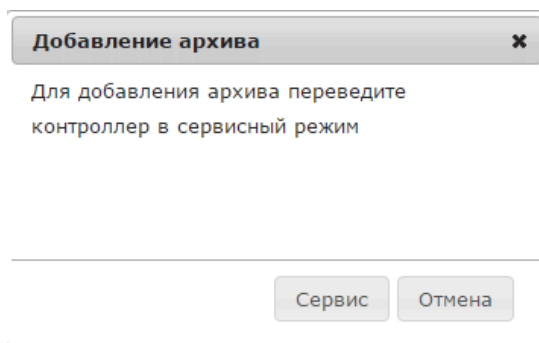 Добавление архива
Для добавления архива переведите
контроллер в сервисный режим
Сервис Отмена